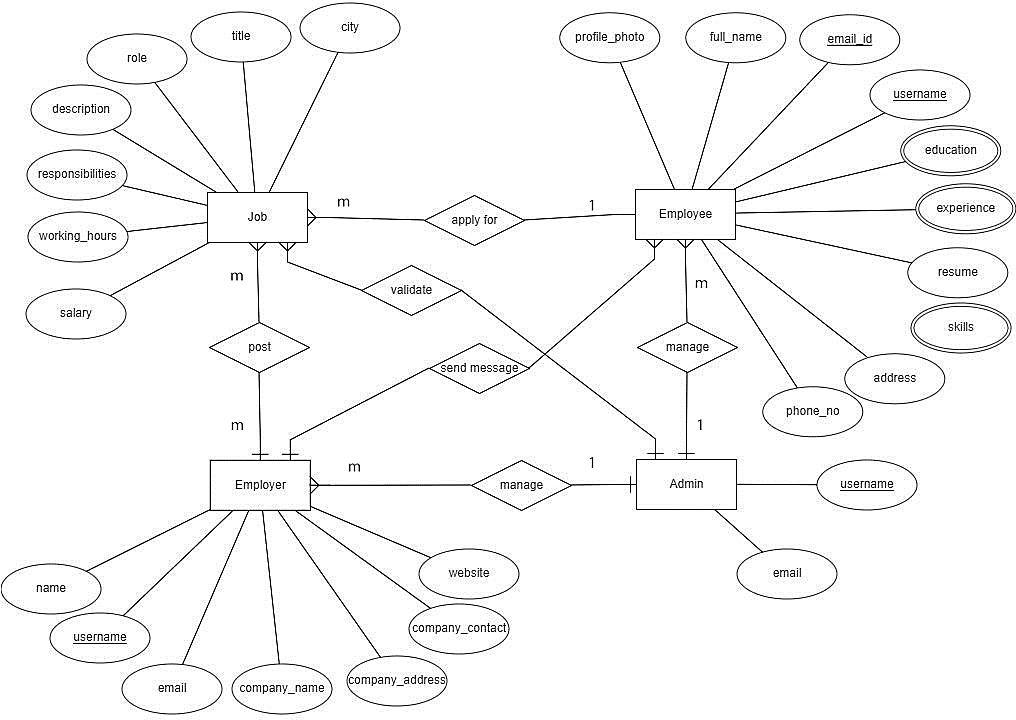 city
title
role
description
responsibilities
working_hours
salary
profile_photo
full_name
email_id
username
education
experience
resume
skills
address
phone_no
Job
m
apply for
1
Employee
m
validate
m
post
send message
manage
m
1
Employer
m
manage
1
Admin
username
email
name
username
email
company_name
company_address
company_contact
website